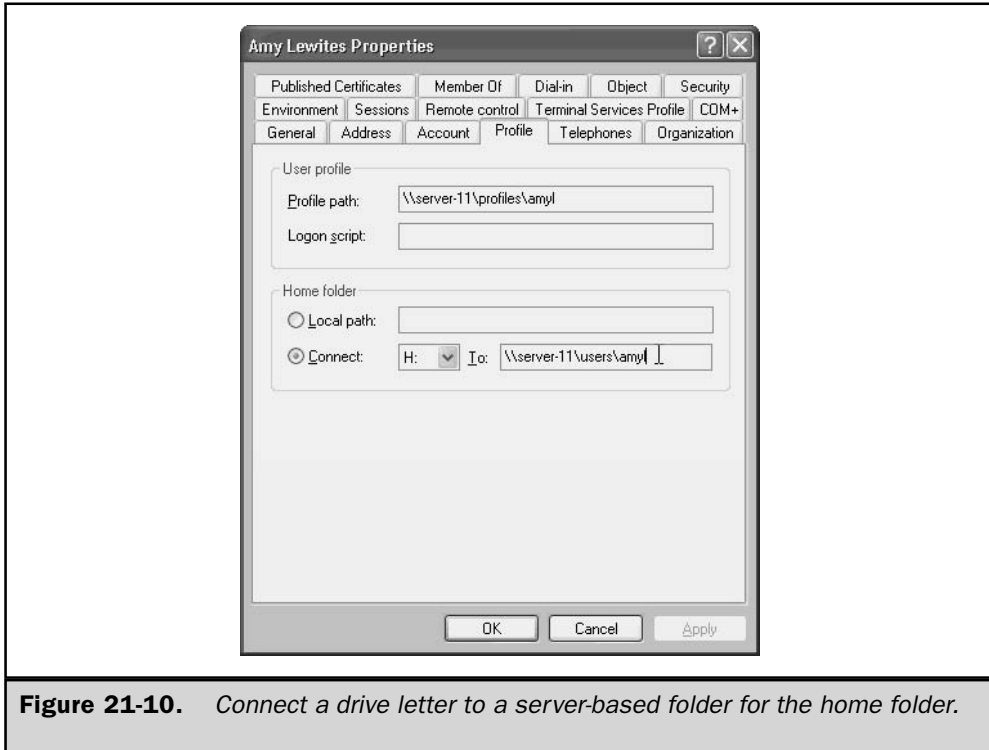 Amy Lewites Properties
Published Certificates Member Of Dial-in Object Security
Environment Sessions Remote control Terminal Services Profile COM+
General Address Account Profile Telephones Organization
User profile
Profile path: \\server-11\profiles\amyl
Logon script:
Home folder
Local path:
Connect: H: To: \\server-11\users\amyl
OK Cancel Apply
Figure 21-10. Connect a drive letter to a server-based folder for the home folder.